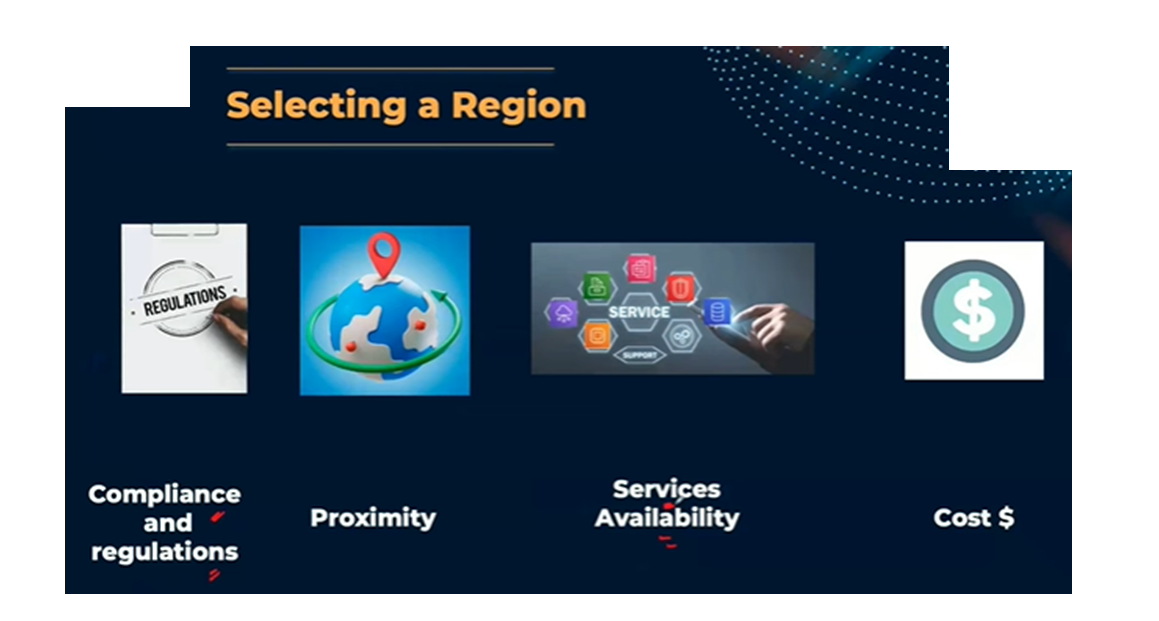 Selecting a Region
REGULATIONS
SERVICE
SUPPORT
Compliance
and
regulations
Proximity
Services
Availability
Cost $